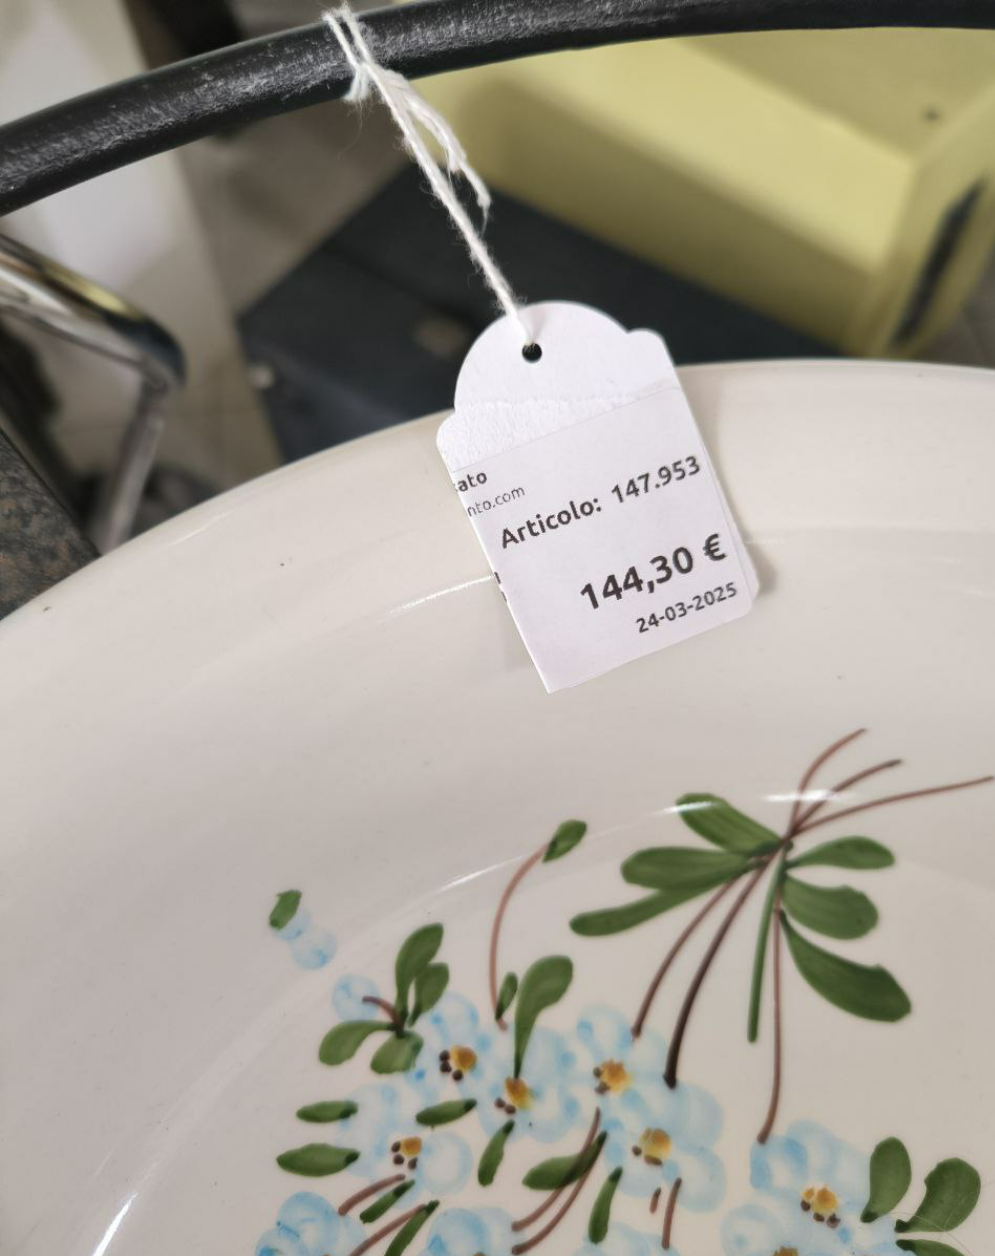 ato
nto.com
Articolo: 147.953
144,30 €
24-03-2025